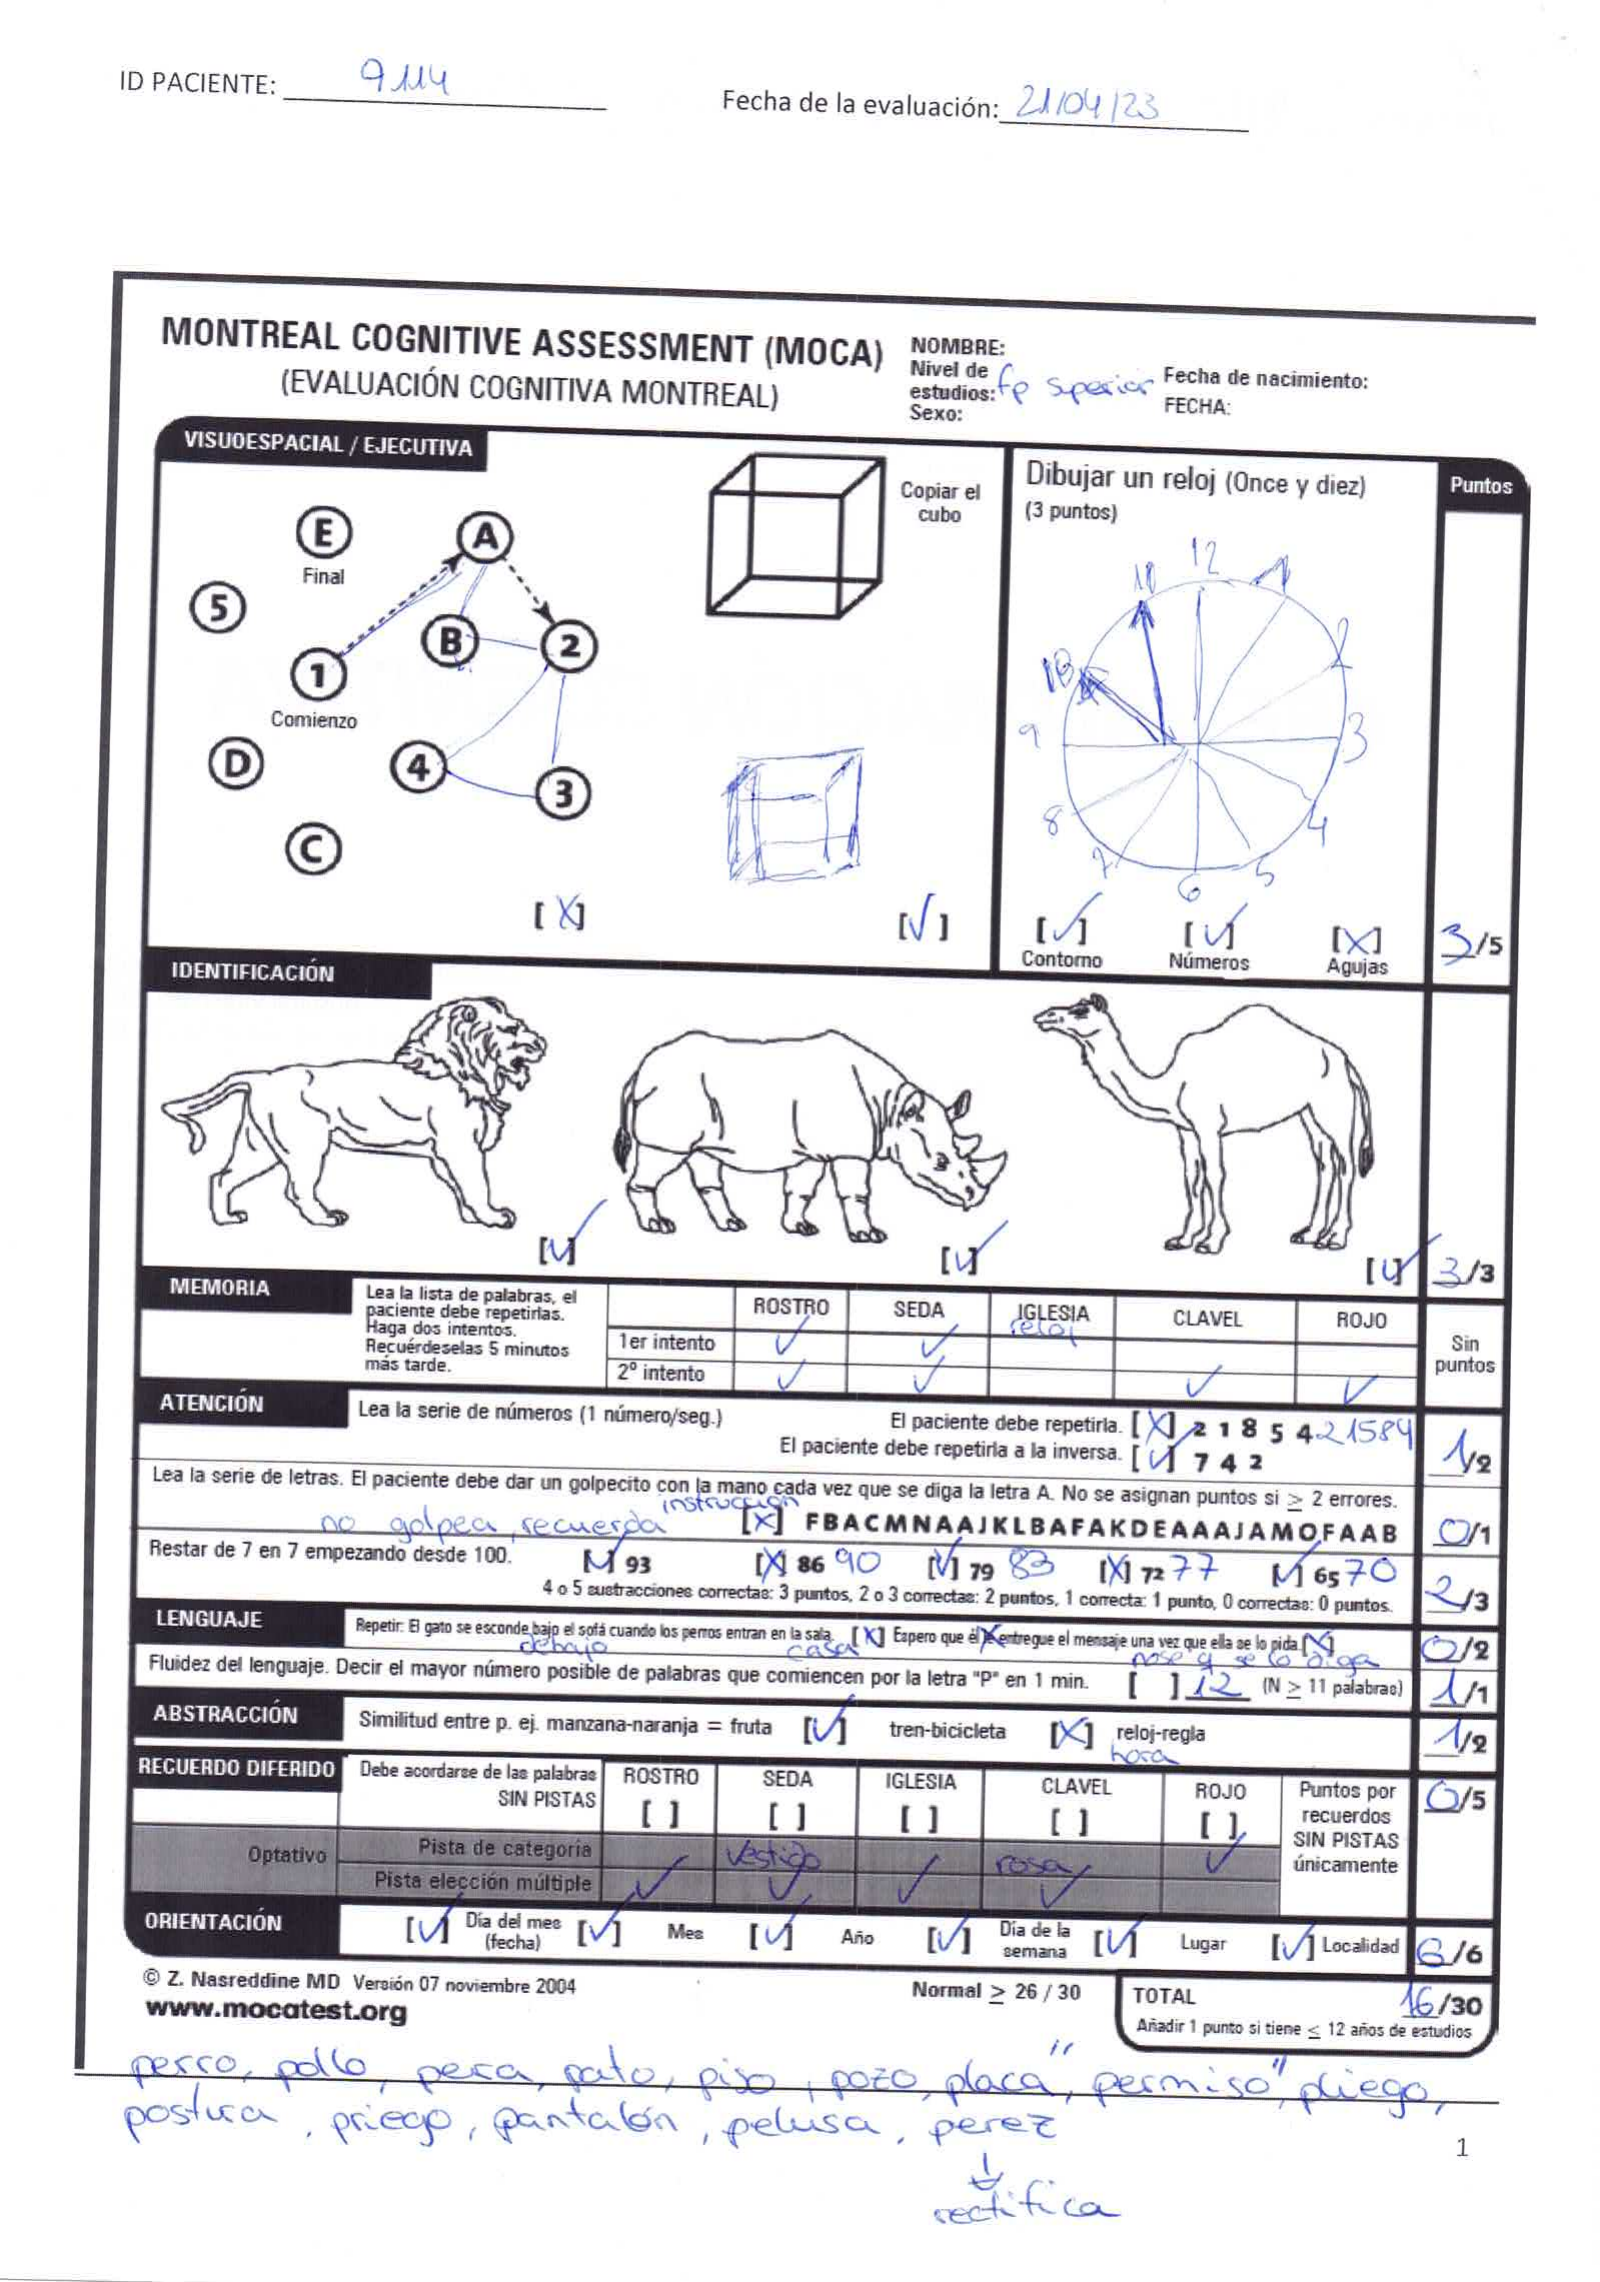 ID PACIENTE: 9114
Fecha de la evaluación: 21/04/23
MONTREAL COGNITIVE ASSESSMENT (MOCA)
(EVALUACIÓN COGNITIVA MONTREAL)
NOMBRE:
Nivel de estudios: fp superior
Sexo:
Fecha de nacimiento:
FECHA:
VISUOESPACIAL / EJECUTIVA
E
Final
A
5
B
2
1
Comienzo
D
4
3
C
[X]
Copiar el cubo
[√]
Dibujar un reloj (Once y diez)
(3 puntos)
12
1
2
3
4
5
6
7
8
9
[√] Contorno
[√] Números
[X] Agujas
Puntos
3/5
IDENTIFICACIÓN
[√] [√] [√] 3/3
MEMORIA
Lea la lista de palabras, el
paciente debe repetirlas.
Haga dos intentos.
Recuérdeselas 5 minutos
más tarde.
ROSTRO SEDA IGLESIA CLAVEL ROJO
1er intento √ √ reloj
2º intento √ √ √ √
Sin puntos
ATENCIÓN
Lea la serie de números (1 número/seg.) El paciente debe repetirla. [X] 2 1 8 5 4 21584
El paciente debe repetirla a la inversa. [√] 7 4 2
1/2
Lea la serie de letras. El paciente debe dar un golpecito con la mano cada vez que se diga la letra A. No se asignan puntos si ≥ 2 errores.
no golpea, recuerda instrucción [X] FBACMNAAJKLBAFAKDEAAAJAMOFAAB 0/1
Restar de 7 en 7 empezando desde 100. [√] 93 [X] 86 90 [√] 79 83 [X] 72 77 [√] 65 70
4 o 5 sustracciones correctas: 3 puntos, 2 o 3 correctas: 2 puntos, 1 correcta: 1 punto, 0 correctas: 0 puntos. 2/3
LENGUAJE
Repetir: El gato se esconde bajo el sofá cuando los perros entran en la sala. [X] Espero que él le entregue el mensaje una vez que ella se lo pida. [X] 0/2
debajo casa se lo diga
Fluidez del lenguaje. Decir el mayor número posible de palabras que comiencen por la letra "P" en 1 min. [ ] 12 (N ≥ 11 palabras) 1/1
ABSTRACCIÓN
Similitud entre p. ej. manzana-naranja = fruta [√] tren-bicicleta [X] reloj-regla 1/2
hora
RECUERDO DIFERIDO
Debe acordarse de las palabras
SIN PISTAS
ROSTRO SEDA IGLESIA CLAVEL ROJO
[ ] [ ] [ ] [ ] [ ]
Puntos por
recuerdos
SIN PISTAS
únicamente
0/5
Optativo
Pista de categoría vestido rosa √
Pista elección múltiple √ √ √ √
ORIENTACIÓN
[√] Día del mes (fecha) [√] Mes [√] Año [√] Día de la semana [√] Lugar [√] Localidad 6/6
© Z. Nasreddine MD Versión 07 noviembre 2004
www.mocatest.org
Normal ≥ 26 / 30
TOTAL 16/30
Añadir 1 punto si tiene ≤ 12 años de estudios
perro, pollo, pera, pato, piso, pozo, placa, "permiso", pliego,
postura, priego, pantalón, pelusa, perez
rectifica
1